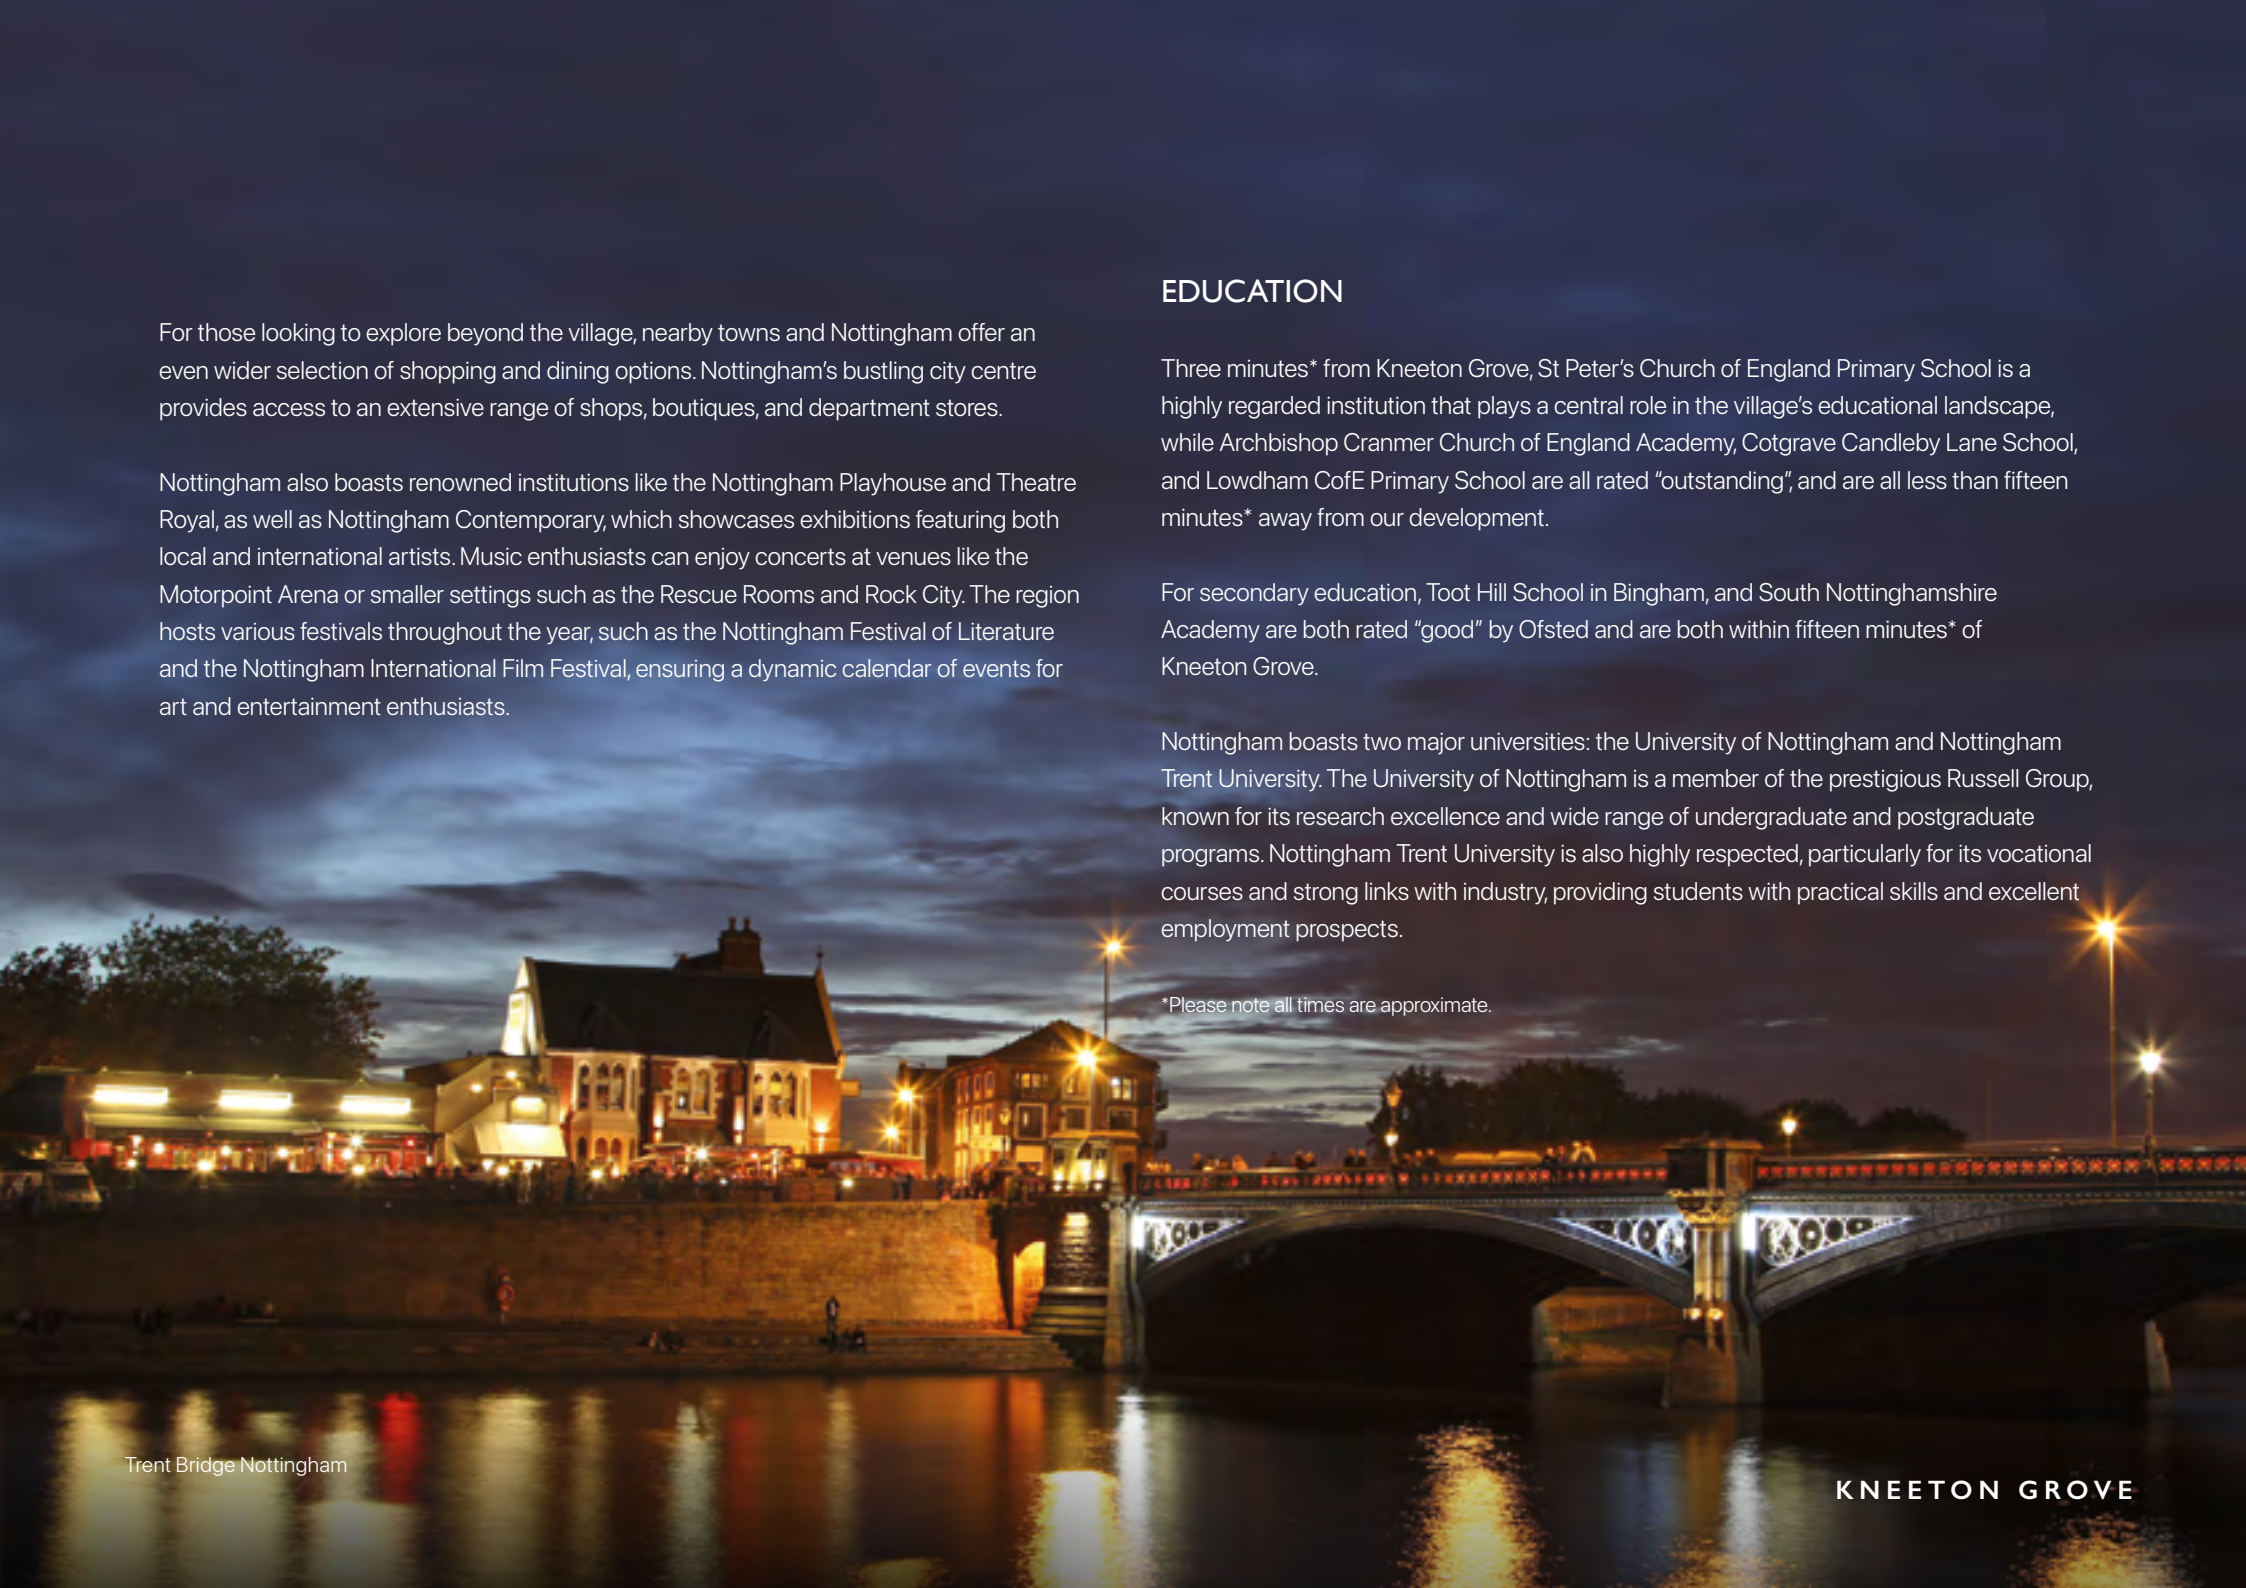 For those looking to explore beyond the village, nearby towns and Nottingham offer an
even wider selection of shopping and dining options. Nottingham’s bustling city centre
provides access to an extensive range of shops, boutiques, and department stores.
Nottingham also boasts renowned institutions like the Nottingham Playhouse and Theatre
Royal, as well as Nottingham Contemporary, which showcases exhibitions featuring both
local and international artists. Music enthusiasts can enjoy concerts at venues like the
Motorpoint Arena or smaller settings such as the Rescue Rooms and Rock City. The region
hosts various festivals throughout the year, such as the Nottingham Festival of Literature
and the Nottingham International Film Festival, ensuring a dynamic calendar of events for
art and entertainment enthusiasts.
EDUCATION
Three minutes* from Kneeton Grove, St Peter’s Church of England Primary School is a
highly regarded institution that plays a central role in the village’s educational landscape,
while Archbishop Cranmer Church of England Academy, Cotgrave Candleby Lane School,
and Lowdham CofE Primary School are all rated “outstanding”, and are all less than fifteen
minutes* away from our development.
For secondary education, Toot Hill School in Bingham, and South Nottinghamshire
Academy are both rated “good” by Ofsted and are both within fifteen minutes* of
Kneeton Grove.
Nottingham boasts two major universities: the University of Nottingham and Nottingham
Trent University. The University of Nottingham is a member of the prestigious Russell Group,
known for its research excellence and wide range of undergraduate and postgraduate
programs. Nottingham Trent University is also highly respected, particularly for its vocational
courses and strong links with industry, providing students with practical skills and excellent
employment prospects.
*Please note all times are approximate.
Trent Bridge Nottingham
KNEETON GROVE